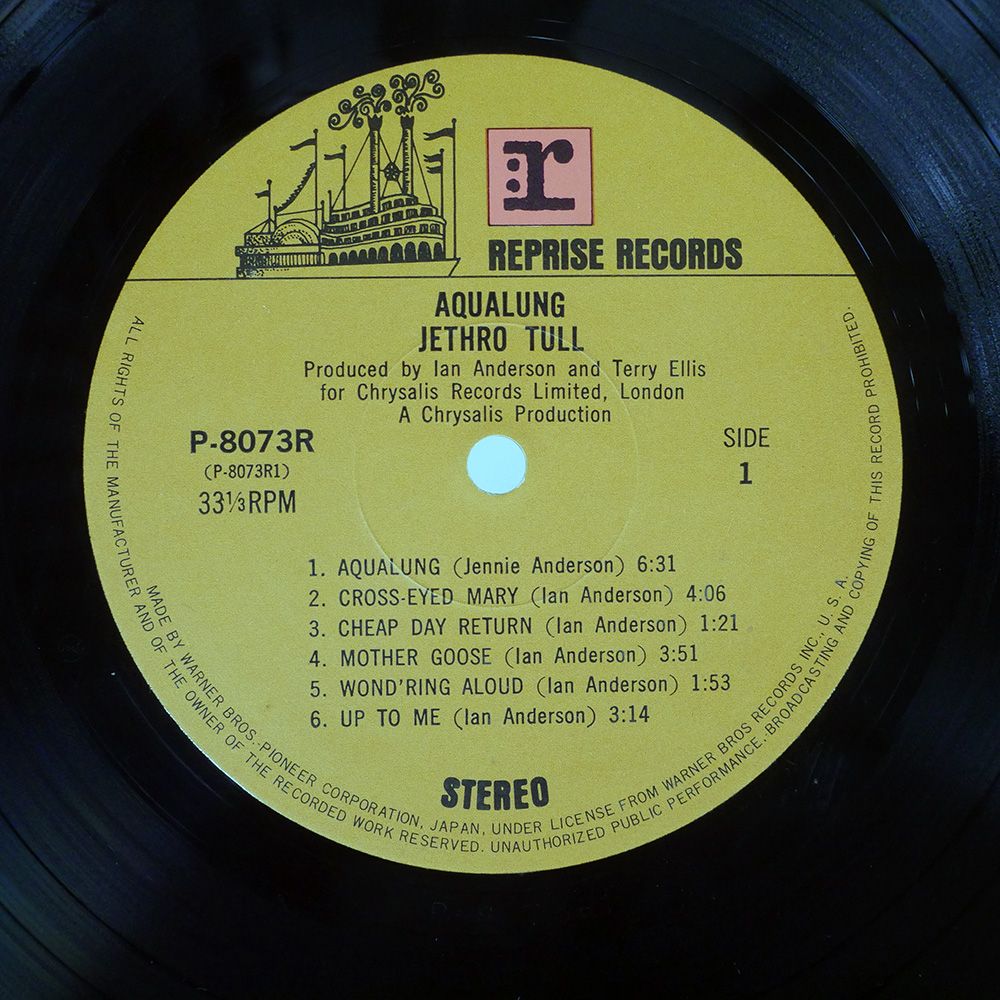 r
REPRISE RECORDS
AQUALUNG
JETHRO TULL
Produced by Ian Anderson and Terry Ellis
for Chrysalis Records Limited, London
A Chrysalis Production
P-8073R
(P-8073R1)
33⅓RPM
SIDE
1
1. AQUALUNG (Jennie Anderson) 6:31
2. CROSS-EYED MARY (Ian Anderson) 4:06
3. CHEAP DAY RETURN (Ian Anderson) 1:21
4. MOTHER GOOSE (Ian Anderson) 3:51
5. WOND'RING ALOUD (Ian Anderson) 1:53
6. UP TO ME (Ian Anderson) 3:14
STEREO
MADE BY WARNER BROS.-PIONEER CORPORATION, JAPAN, UNDER LICENSE FROM WARNER BROS RECORDS INC., U. S. A.
ALL RIGHTS OF THE MANUFACTURER AND OF THE OWNER OF THE RECORDED WORK RESERVED. UNAUTHORIZED PUBLIC PERFORMANCE. BROADCASTING AND COPYING OF THIS RECORD PROHIBITED.